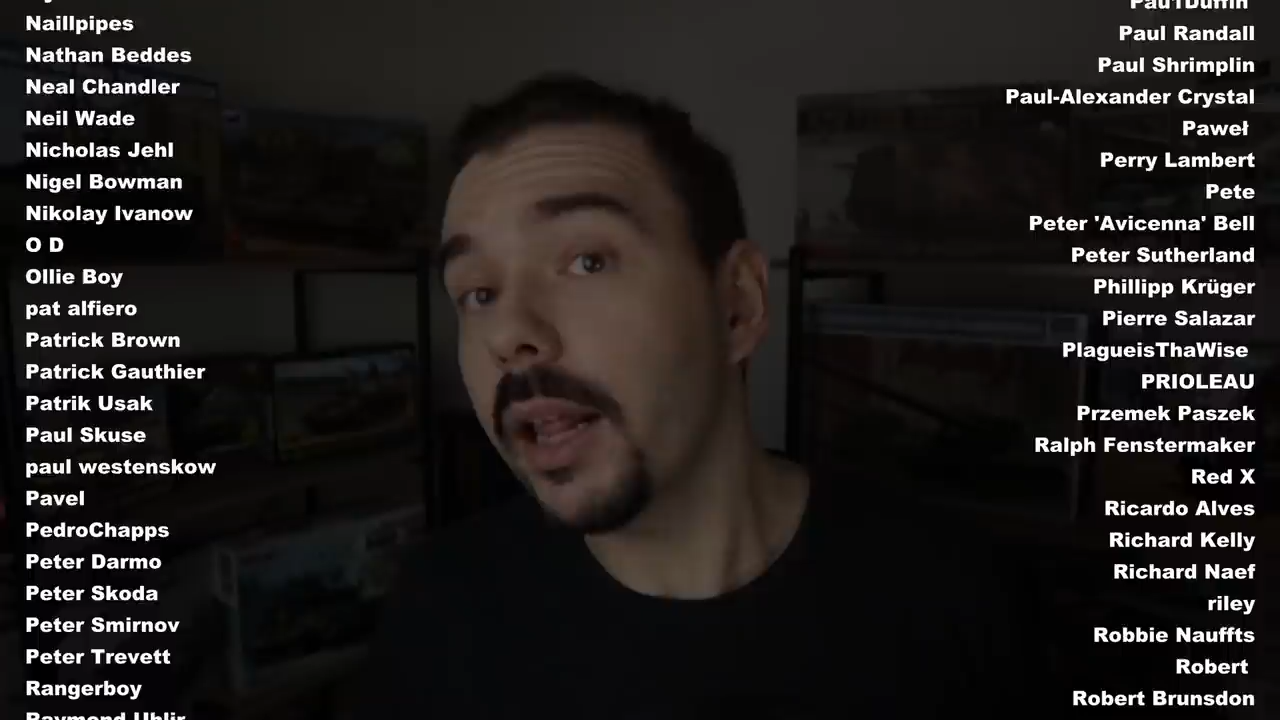 Naillpipes
Nathan Beddes
Neal Chandler
Neil Wade
Nicholas Jehl
Nigel Bowman
Nikolay Ivanow
O D
Ollie Boy
pat alfiero
Patrick Brown
Patrick Gauthier
Patrik Usak
Paul Skuse
paul westenskow
Pavel
PedroChapps
Peter Darmo
Peter Skoda
Peter Smirnov
Peter Trevett
Rangerboy
Raymond Uhlir
Pau1Duffin
Paul Randall
Paul Shrimplin
Paul-Alexander Crystal
Paweł
Perry Lambert
Pete
Peter 'Avicenna' Bell
Peter Sutherland
Phillipp Krüger
Pierre Salazar
PlagueisThaWise
PRIOLEAU
Przemek Paszek
Ralph Fenstermaker
Red X
Ricardo Alves
Richard Kelly
Richard Naef
riley
Robbie Nauffts
Robert
Robert Brunsdon